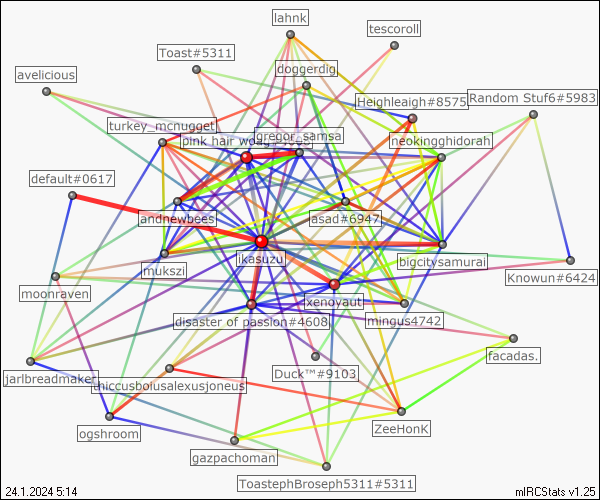 lahnk
tescoroll
Toast#5311
doggerdig
avelicious
Heighleigh#8575
Random Stuf6#5983
turkey_mcnugget
gregor_samsa
pink hair
neokingghidorah
default#0617
andnewbees
asad#6947
ikasuzu
mukszi
bigcitysamurai
Knowun#6424
moonraven
xenovaut
disaster of passion#4608
mingus4742
facadas.
Duck™#9103
jarlbreadmaker
thiccusboiusalexusjoneus
ogshroom
ZeeHonK
gazpachoman
ToastephBroseph5311#5311
24.1.2024 5:14
mIRCStats v1.25